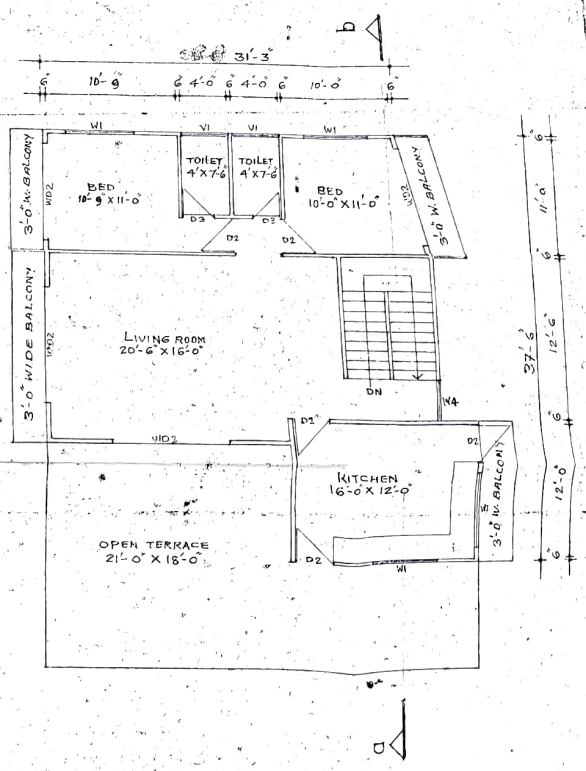 b
31'-3"
6" 10'-9" 6" 4'-0" 6" 4'-0" 6" 10'-0" 6"
W1 V1 V1 W1
3'-0" W. BALCONY
WD2
BED
10'-9" X 11'-0"
TOILET
4'X7'-6"
TOILET
4'X7'-6"
BED
10'-0" X 11'-0"
WD2
3'-0" W. BALCONY
D3 D3
D2 D2
6"
11'-0"
6"
12'-6"
6"
12'-0"
6"
37'-6"
3'-0" WIDE BALCONY
WD2
LIVING ROOM
20'-6" X 16'-0"
DN
W4
WD2
D2
D2
KITCHEN
16'-0" X 12'-0"
3'-0" W. BALCONY
D2
W1
OPEN TERRACE
21'-0" X 18'-0"
a